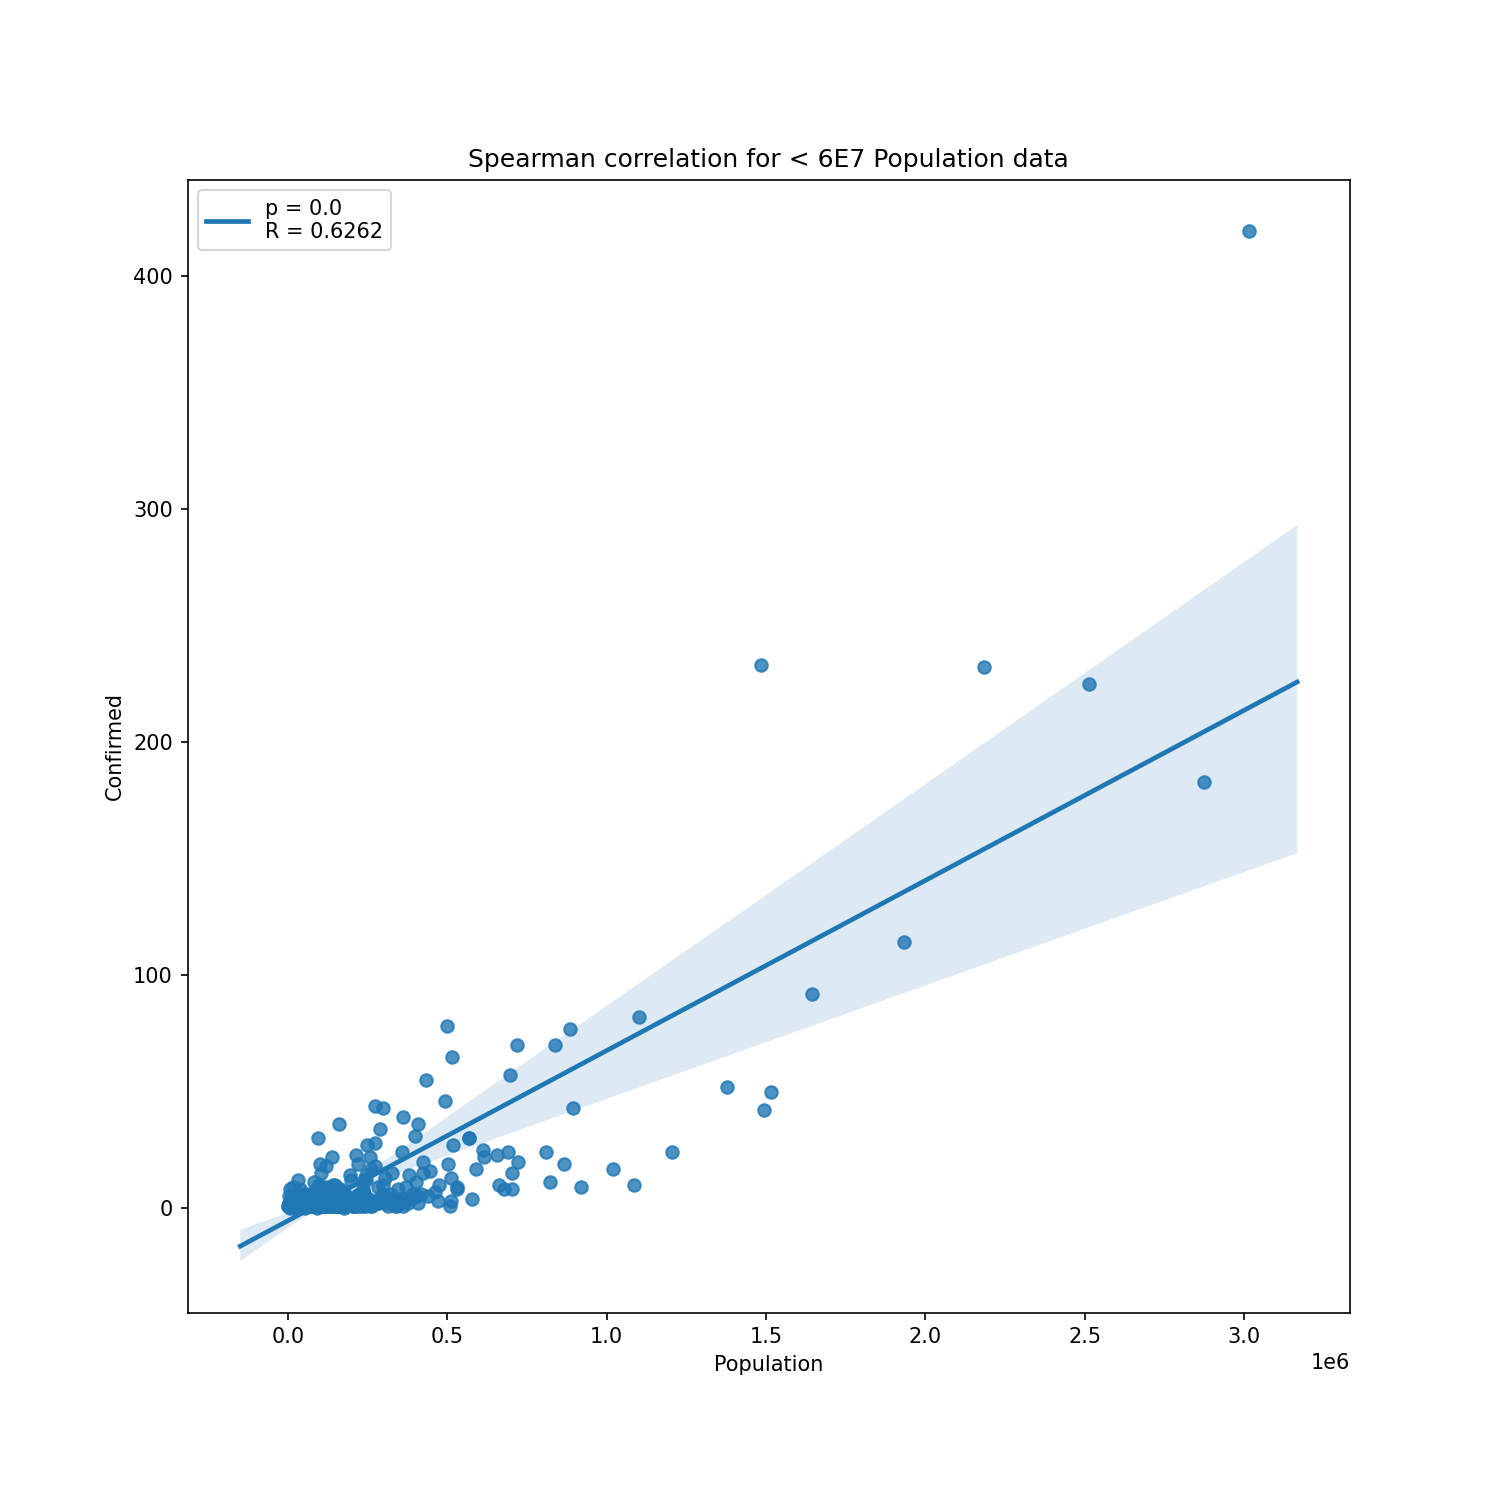 Spearman correlation for < 6E7 Population data
p = 0.0
R = 0.6262
400
300
200
100
0
Confirmed
0.0 0.5 1.0 1.5 2.0 2.5 3.0
Population
1e6